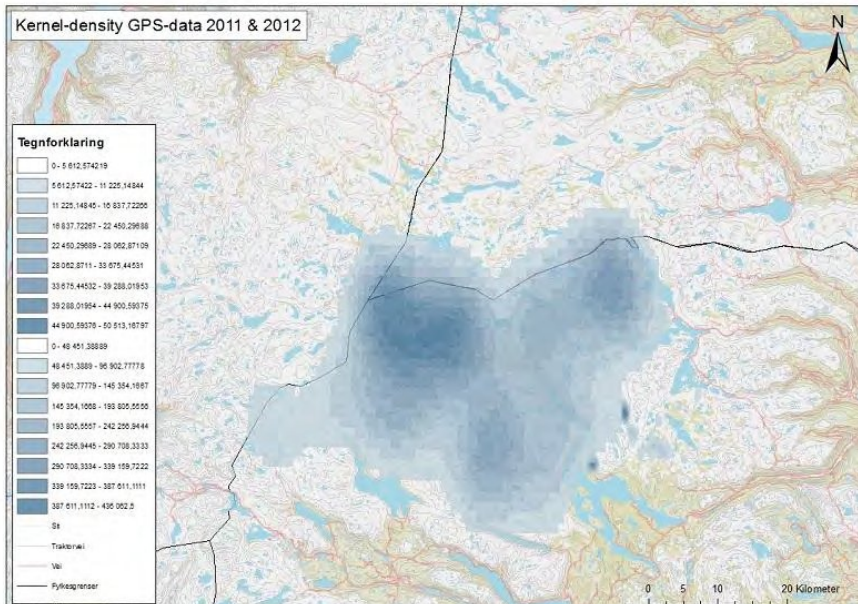 Kernel-density GPS-data 2011 & 2012
N
Tegnforklaring
0 - 5 612,574219
5 612,57422 - 11 225,14844
11 225,14845 - 16 837,72266
16 837,72267 - 22 450,29688
22 450,29689 - 28 062,87109
28 062,8711 - 33 675,44531
33 675,44532 - 39 288,01953
39 288,01954 - 44 900,59375
44 900,59376 - 50 513,16797
0 - 48 451,38889
48 451,3889 - 96 902,77778
96 902,77779 - 145 354,1667
145 354,1668 - 193 805,5556
193 805,5557 - 242 256,9444
242 256,9445 - 290 708,3333
290 708,3334 - 339 159,7222
339 159,7223 - 387 611,1111
387 611,1112 - 436 062,5
Sti
Traktorvei
Vei
Fylkesgrenser
0 5 10 20 Kilometer